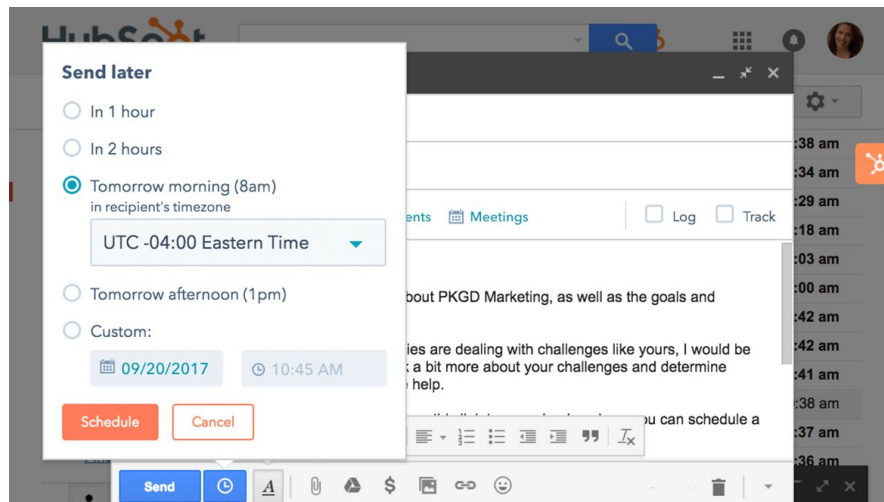 HubSpot
Send later
In 1 hour
In 2 hours
Tomorrow morning (8am)
in recipient's timezone
UTC -04:00 Eastern Time
Tomorrow afternoon (1pm)
Custom:
09/20/2017
10:45 AM
Schedule
Cancel
Meetings
Log
Track
bout PKGD Marketing, as well as the goals and
ies are dealing with challenges like yours, I would be
a bit more about your challenges and determine
help.
you can schedule a
Send
A
$
:38 am
:34 am
:29 am
:18 am
:03 am
:00 am
:42 am
:42 am
:41 am
:38 am
:37 am
:36 am